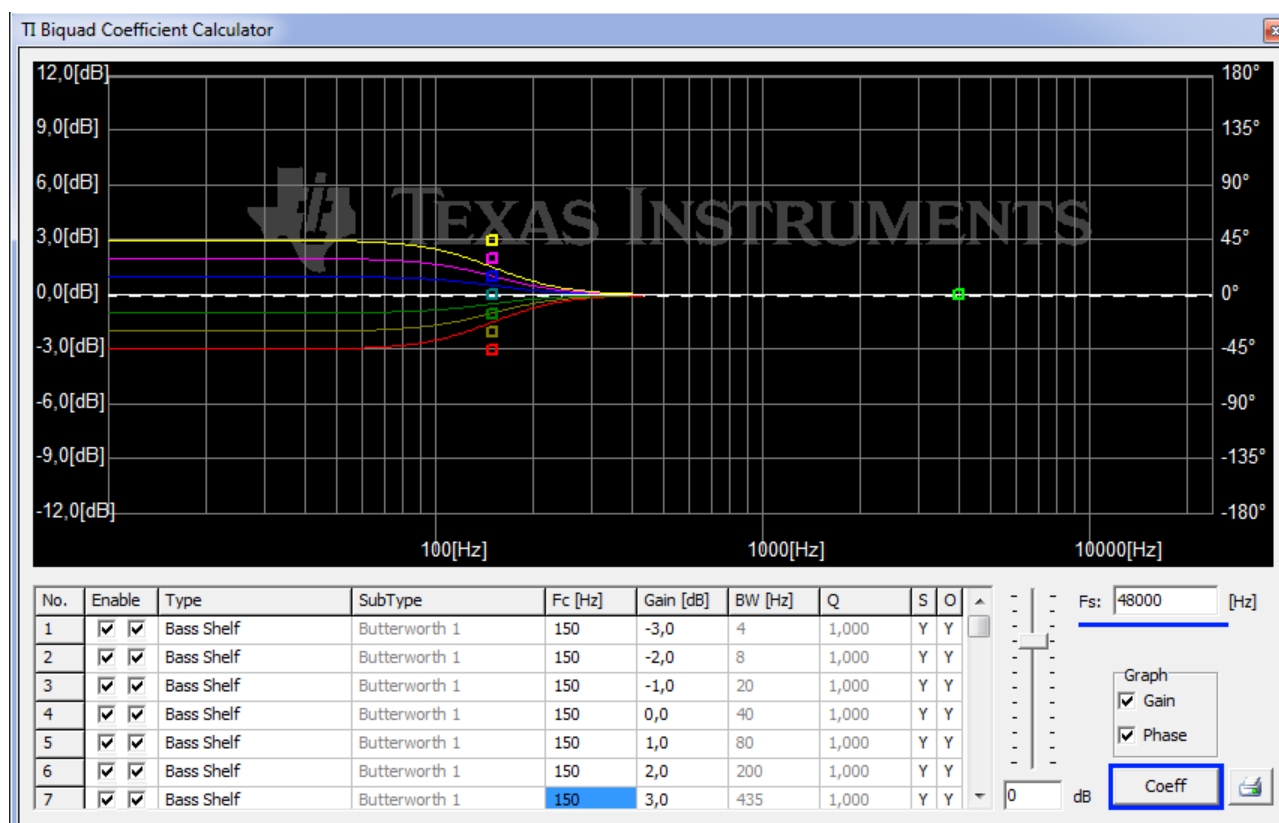 TI Biquad Coefficient Calculator
12,0[dB] 180°
9,0[dB] 135°
6,0[dB] 90°
TEXAS INSTRUMENTS
3,0[dB] 45°
0,0[dB] 0°
-3,0[dB] -45°
-6,0[dB] -90°
-9,0[dB] -135°
-12,0[dB] -180°
100[Hz] 1000[Hz] 10000[Hz]
No. Enable Type SubType Fc [Hz] Gain [dB] BW [Hz] Q S O
1 Bass Shelf Butterworth 1 150 -3,0 4 1,000 Y Y
2 Bass Shelf Butterworth 1 150 -2,0 8 1,000 Y Y
3 Bass Shelf Butterworth 1 150 -1,0 20 1,000 Y Y
4 Bass Shelf Butterworth 1 150 0,0 40 1,000 Y Y
5 Bass Shelf Butterworth 1 150 1,0 80 1,000 Y Y
6 Bass Shelf Butterworth 1 150 2,0 200 1,000 Y Y
7 Bass Shelf Butterworth 1 150 3,0 435 1,000 Y Y
0 dB
Fs: 48000 [Hz]
Graph
Gain
Phase
Coeff